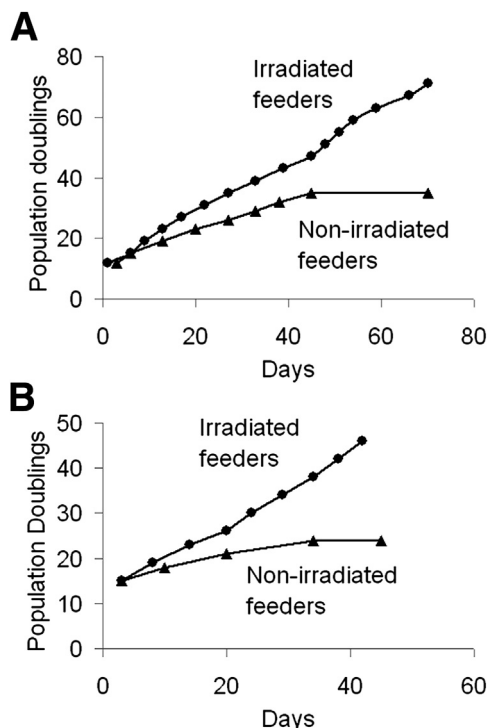 A
80
60
40
20
0
Population doublings
Irradiated
feeders
Non-irradiated
feeders
0 20 40 60 80
Days
B
50
40
30
20
10
0
Population Doublings
Irradiated
feeders
Non-irradiated
feeders
0 20 40 60
Days